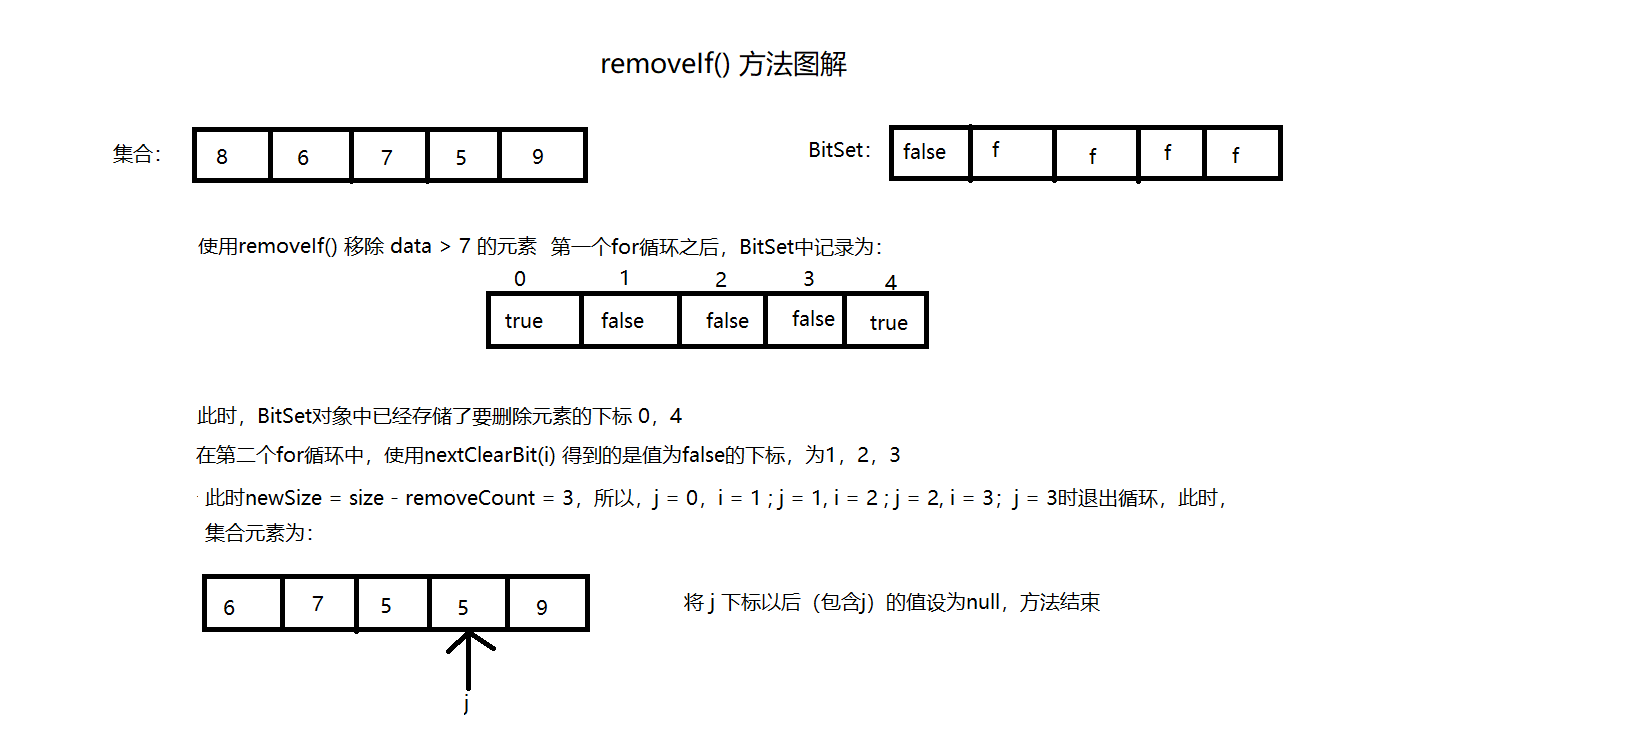 removeIf() 方法图解
集合： 8 6 7 5 9 BitSet： false f f f f
使用removeIf() 移除 data > 7 的元素 第一个for循环之后，BitSet中记录为：
0 1 2 3 4
true false false false true
此时，BitSet对象中已经存储了要删除元素的下标 0，4
在第二个for循环中，使用nextClearBit(i) 得到的是值为false的下标，为1，2，3
此时newSize = size - removeCount = 3，所以，j = 0，i = 1 ; j = 1, i = 2 ; j = 2, i = 3；j = 3时退出循环，此时，
集合元素为：
6 7 5 5 9 将 j 下标以后（包含j）的值设为null，方法结束
j